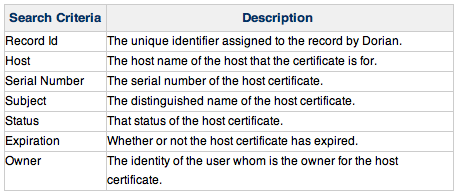 Search Criteria Description
Record Id The unique identifier assigned to the record by Dorian.
Host The host name of the host that the certificate is for.
Serial Number The serial number of the host certificate.
Subject The distinguished name of the host certificate.
Status That status of the host certificate.
Expiration Whether or not the host certificate has expired.
Owner The identity of the user whom is the owner for the host
certificate.